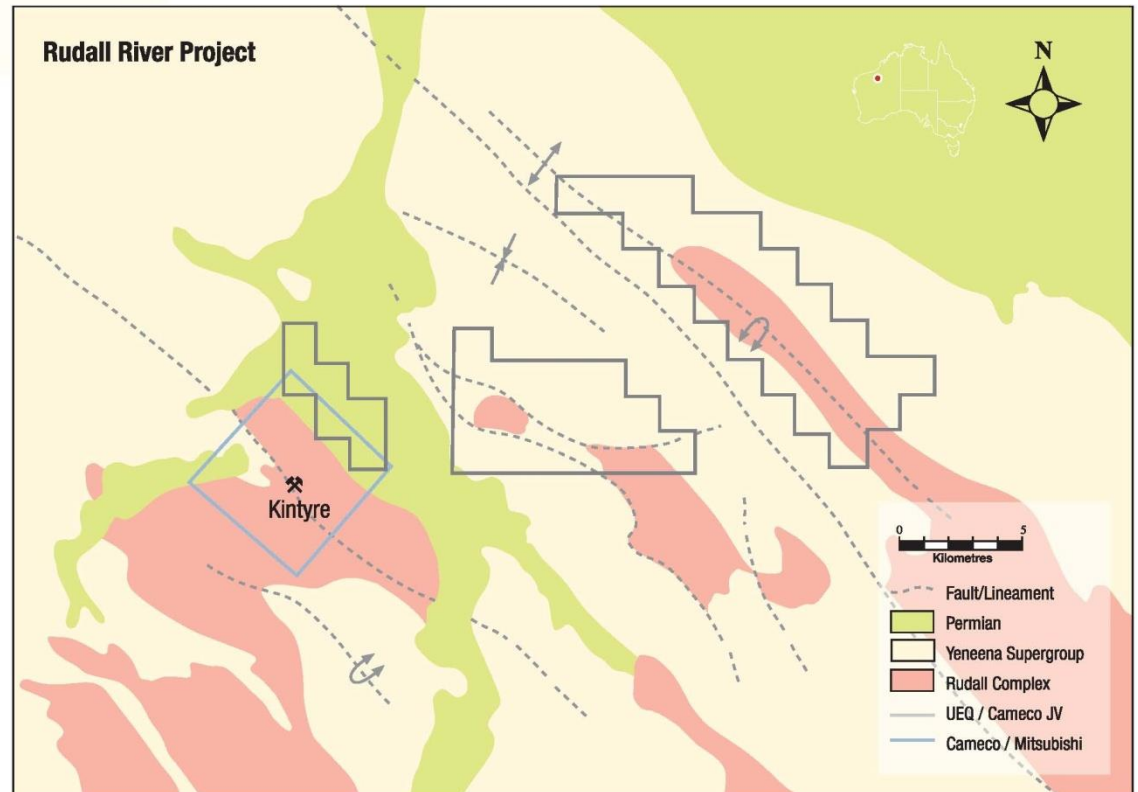 Rudall River Project
N
Kintyre
0 5
Kilometres
Fault/Lineament
Permian
Yeneena Supergroup
Rudall Complex
UEQ / Cameco JV
Cameco / Mitsubishi